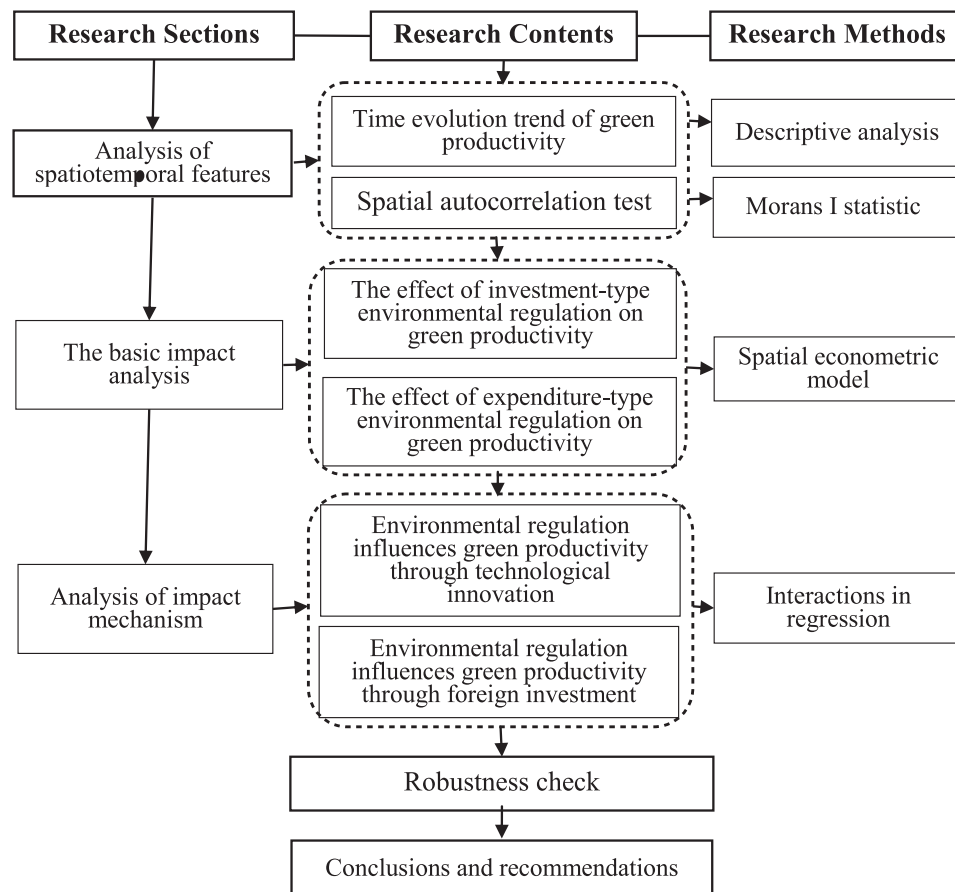 Research Sections
Research Contents
Research Methods
Time evolution trend of green
productivity
Descriptive analysis
Analysis of
spatiotemporal features
Spatial autocorrelation test
Morans I statistic
The effect of investment-type
environmental regulation on
green productivity
The basic impact
analysis
Spatial econometric
model
The effect of expenditure-type
environmental regulation on
green productivity
Environmental regulation
influences green productivity
through technological
innovation
Analysis of impact
mechanism
Interactions in
regression
Environmental regulation
influences green productivity
through foreign investment
Robustness check
Conclusions and recommendations